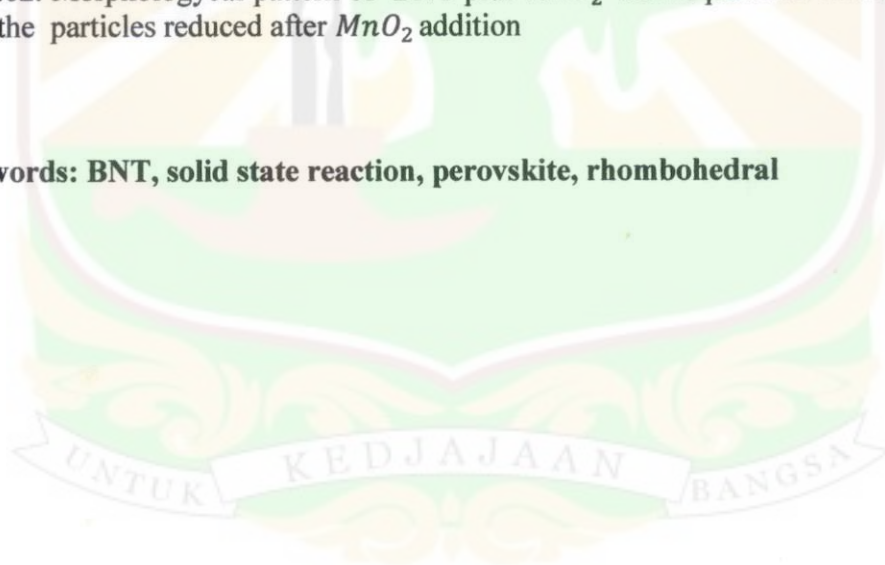 the particles reduced after MnO₂ addition
words: BNT, solid state reaction, perovskite, rhombohedral
UNTUK KEDJAJAAN BANGSA